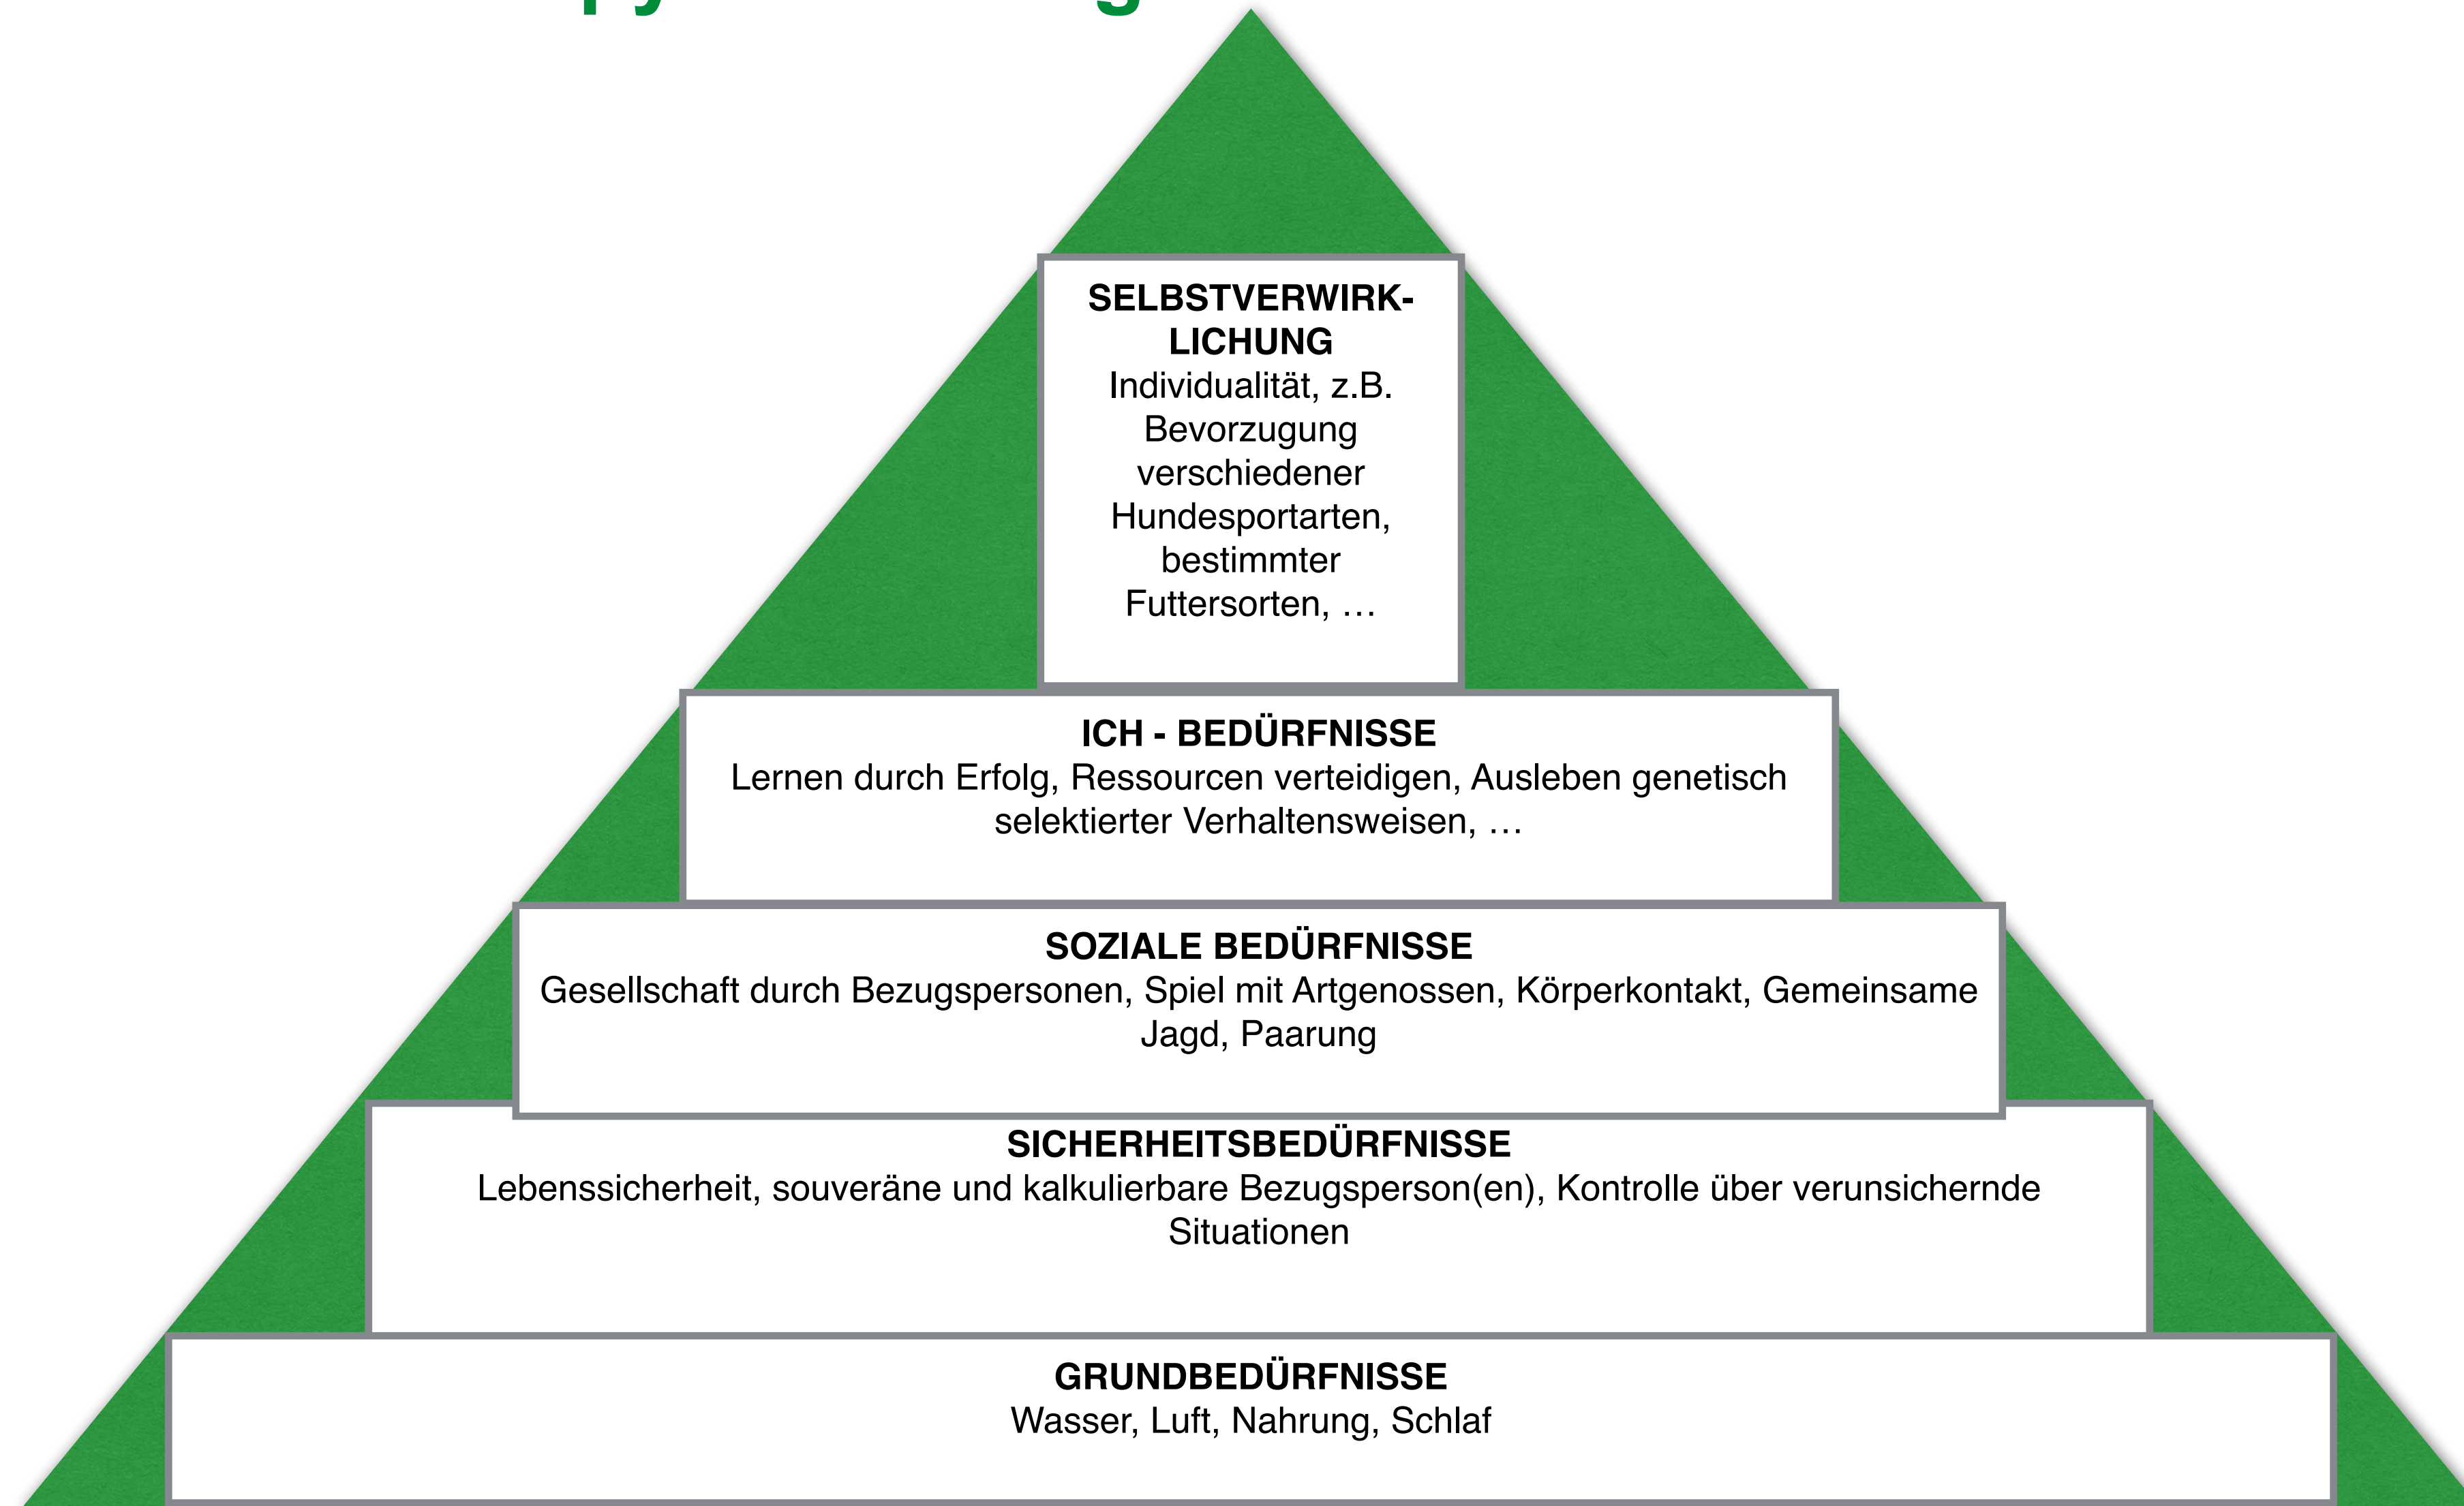 SELBSTVERWIRK-
LICHUNG
Individualität, z.B.
Bevorzugung
verschiedener
Hundesportarten,
bestimmter
Futtersorten, …
ICH - BEDÜRFNISSE
Lernen durch Erfolg, Ressourcen verteidigen, Ausleben genetisch
selektierter Verhaltensweisen, …
SOZIALE BEDÜRFNISSE
Gesellschaft durch Bezugspersonen, Spiel mit Artgenossen, Körperkontakt, Gemeinsame
Jagd, Paarung
SICHERHEITSBEDÜRFNISSE
Lebenssicherheit, souveräne und kalkulierbare Bezugsperson(en), Kontrolle über verunsichernde
Situationen
GRUNDBEDÜRFNISSE
Wasser, Luft, Nahrung, Schlaf